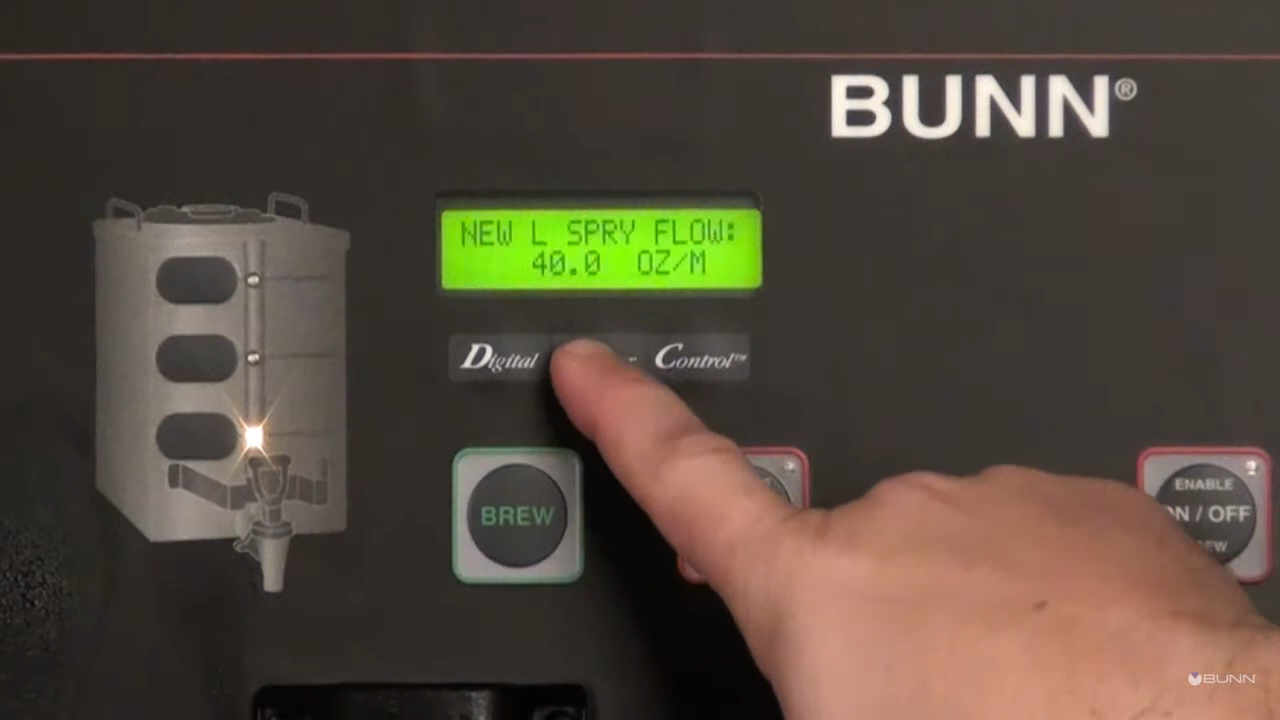 BUNN®
NEW L SPRY FLOW:
40.0 OZ/M
Digital Control™
BREW
ENABLE
ON / OFF
BUNN